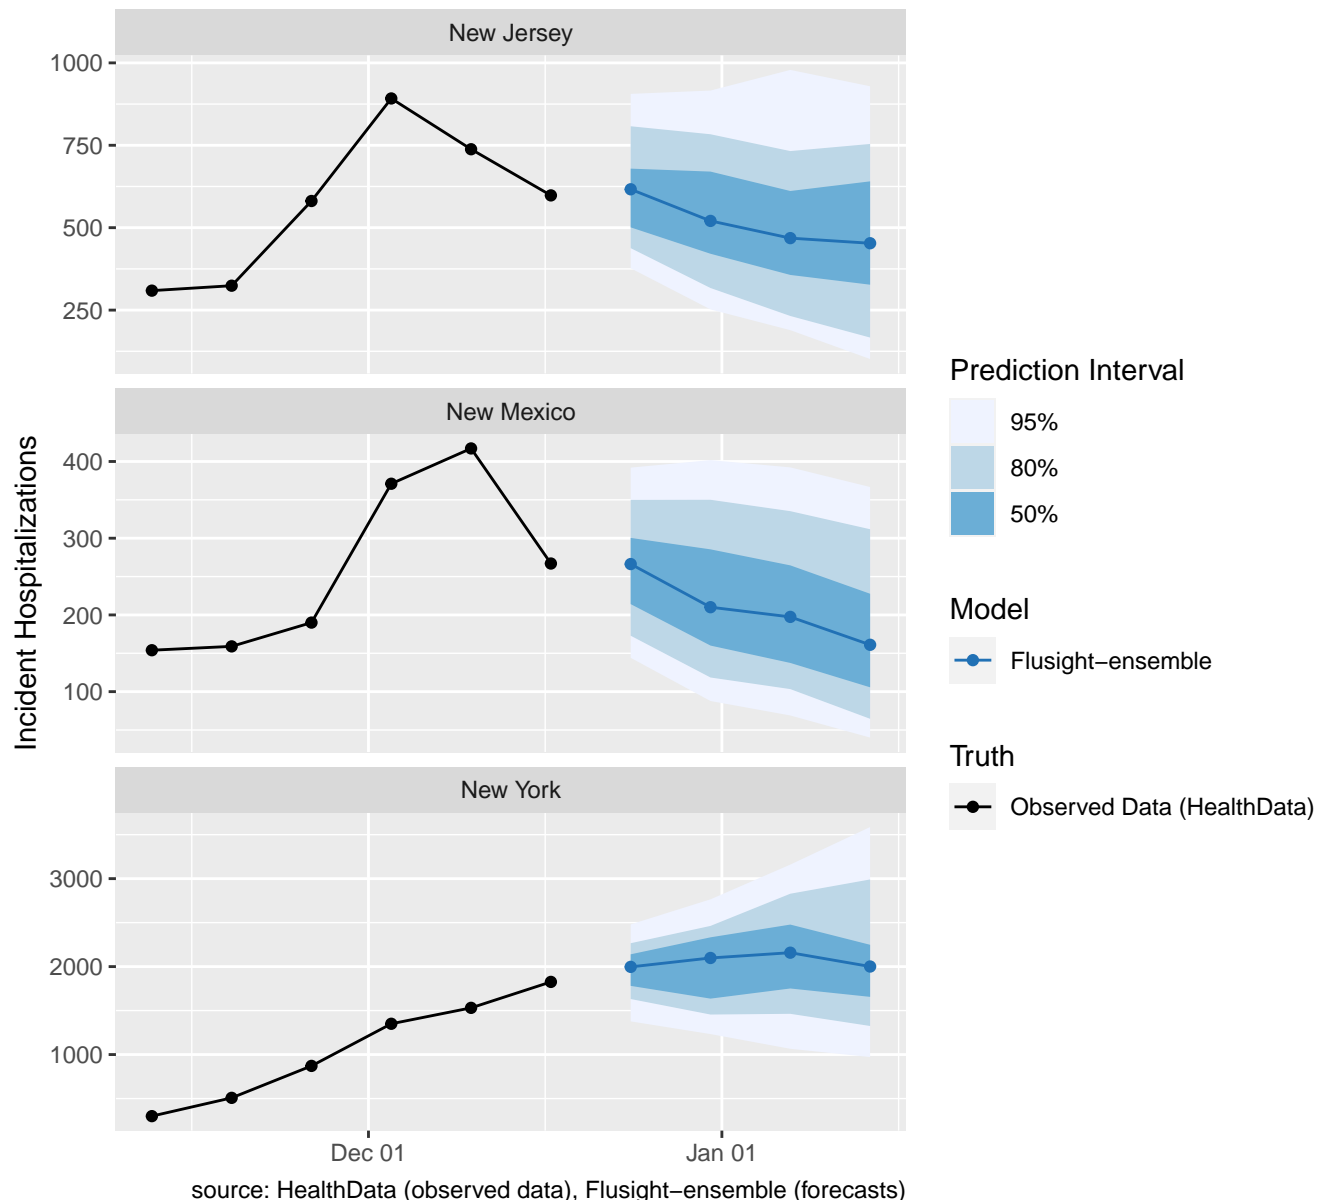 New Jersey
1000
750
500
250
New Mexico
400
300
200
100
New York
3000
2000
1000
Dec 01
Jan 01
Incident Hospitalizations
source: HealthData (observed data), Flusight−ensemble (forecasts)
Prediction Interval
95%
80%
50%
Model
Flusight−ensemble
Truth
Observed Data (HealthData)